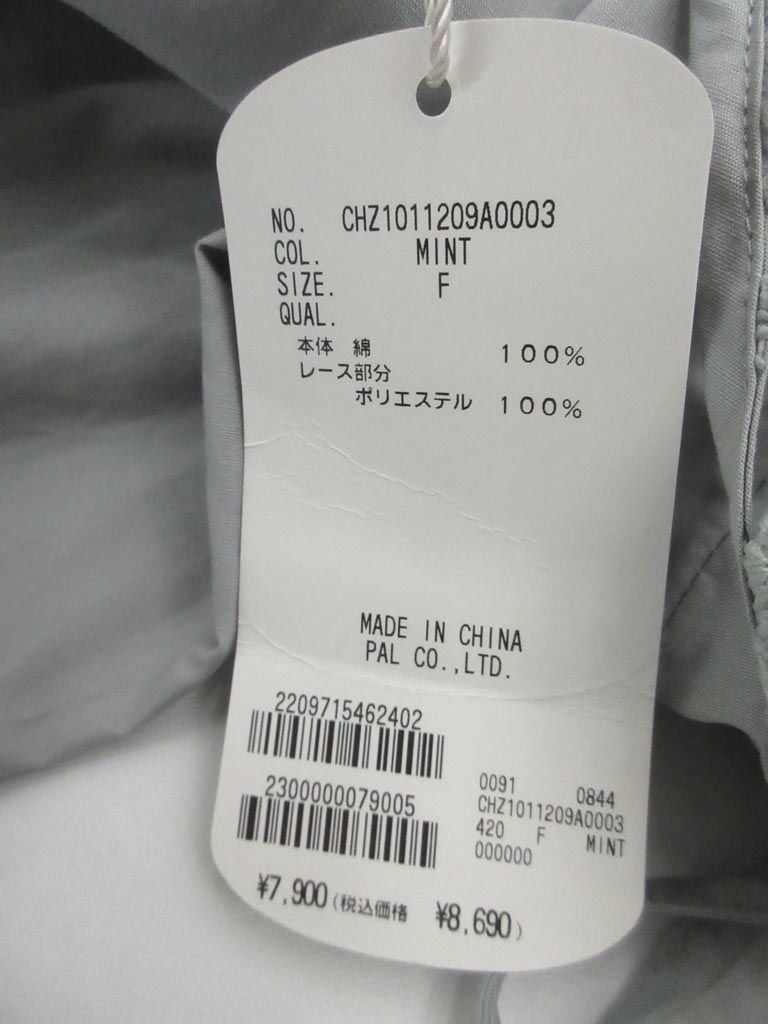 NO. CHZ1011209A0003
COL. MINT
SIZE. F
QUAL.
本体 綿 100%
レース部分
ポリエステル 100%
MADE IN CHINA
PAL CO.,LTD.
2209715462402
2300000079005
0091 0844
CHZ1011209A0003
420 F MINT
000000
¥7,900(税込価格 ¥8,690)